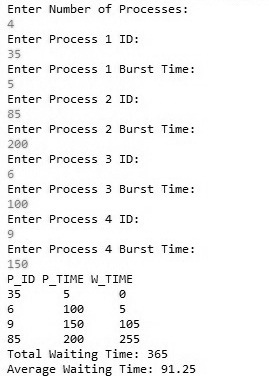 Enter Number of Processes:
4
Enter Process 1 ID:
35
Enter Process 1 Burst Time:
5
Enter Process 2 ID:
85
Enter Process 2 Burst Time:
200
Enter Process 3 ID:
6
Enter Process 3 Burst Time:
100
Enter Process 4 ID:
9
Enter Process 4 Burst Time:
150
P_ID P_TIME W_TIME
35 5 0
6 100 5
9 150 105
85 200 255
Total Waiting Time: 365
Average Waiting Time: 91.25